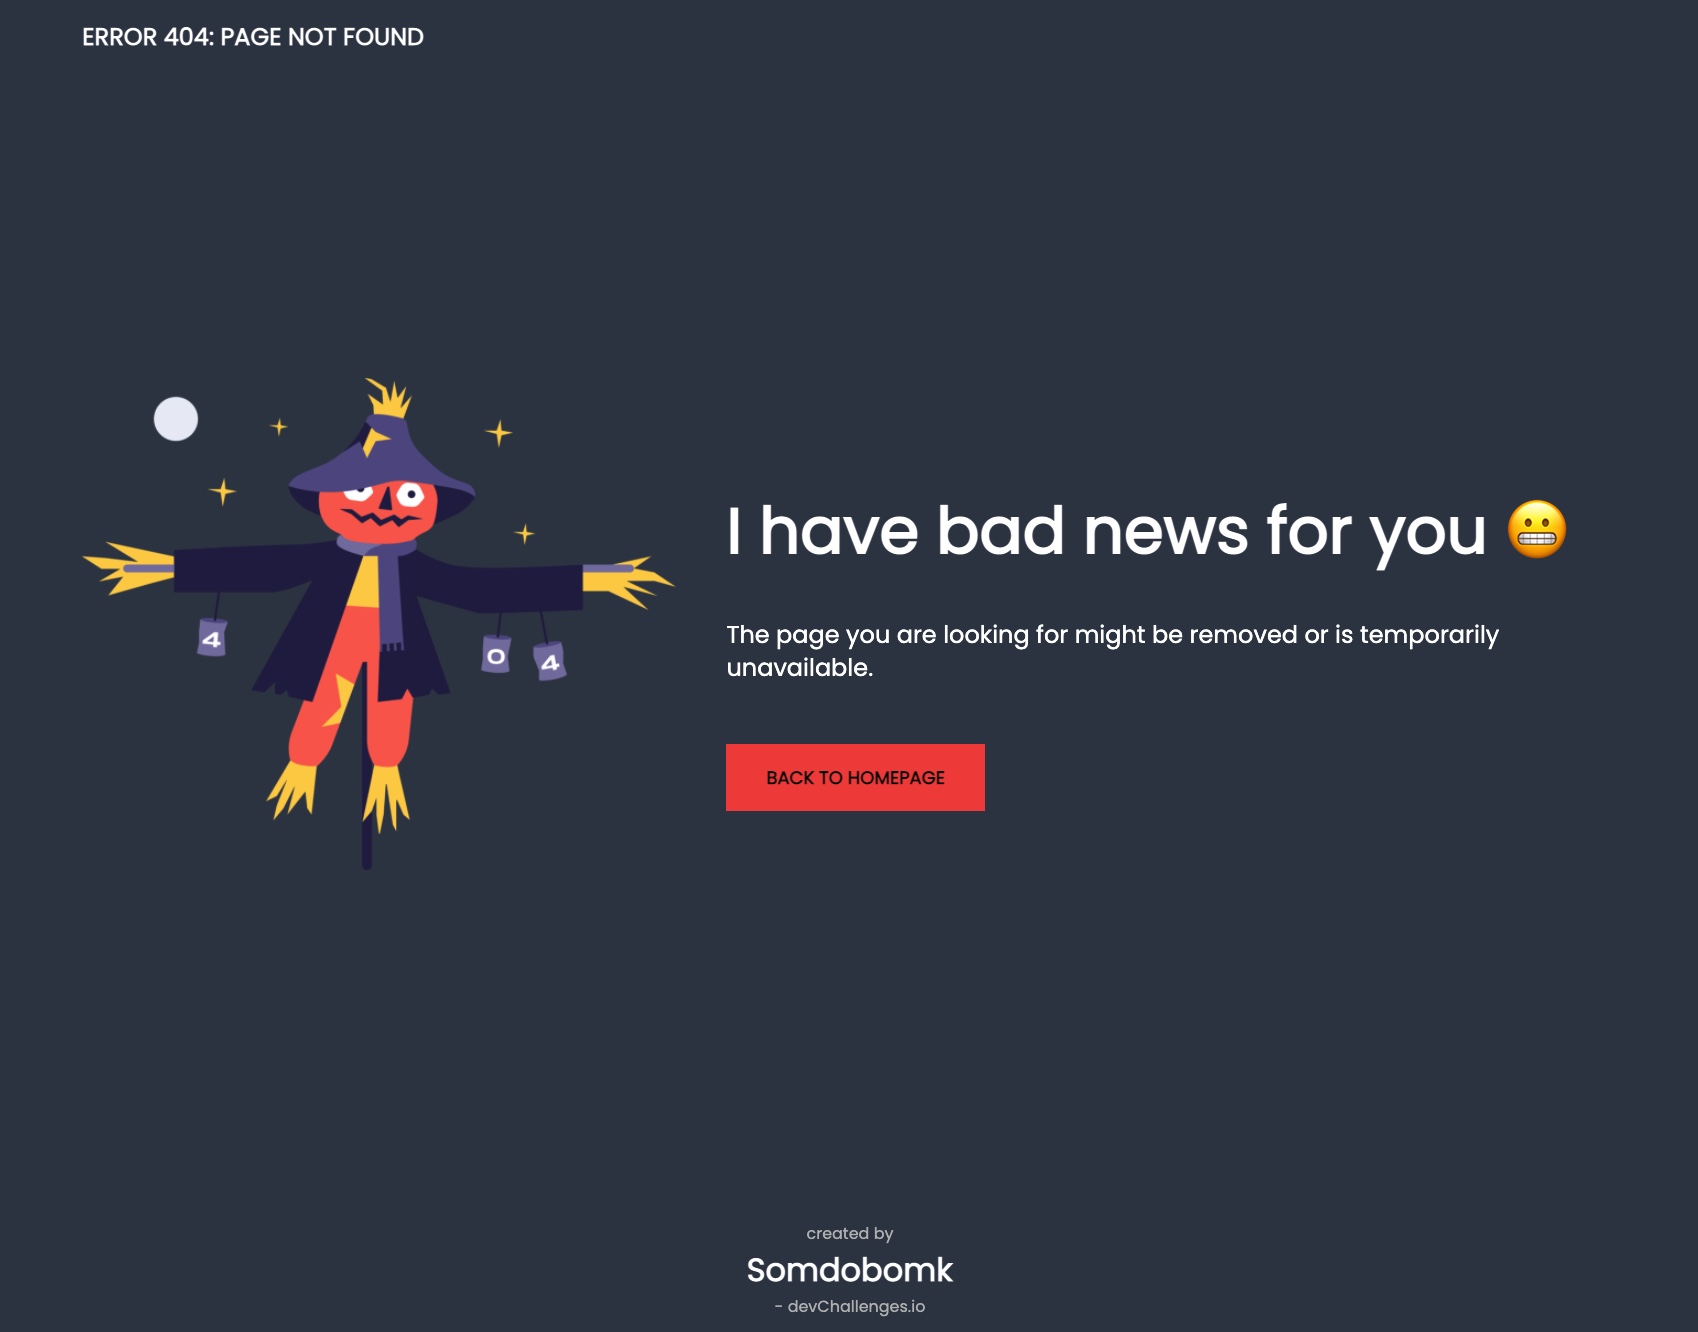 ERROR 404: PAGE NOT FOUND
4
0
4
I have bad news for you 😬
The page you are looking for might be removed or is temporarily
unavailable.
BACK TO HOMEPAGE
created by
Somdobomk
- devChallenges.io